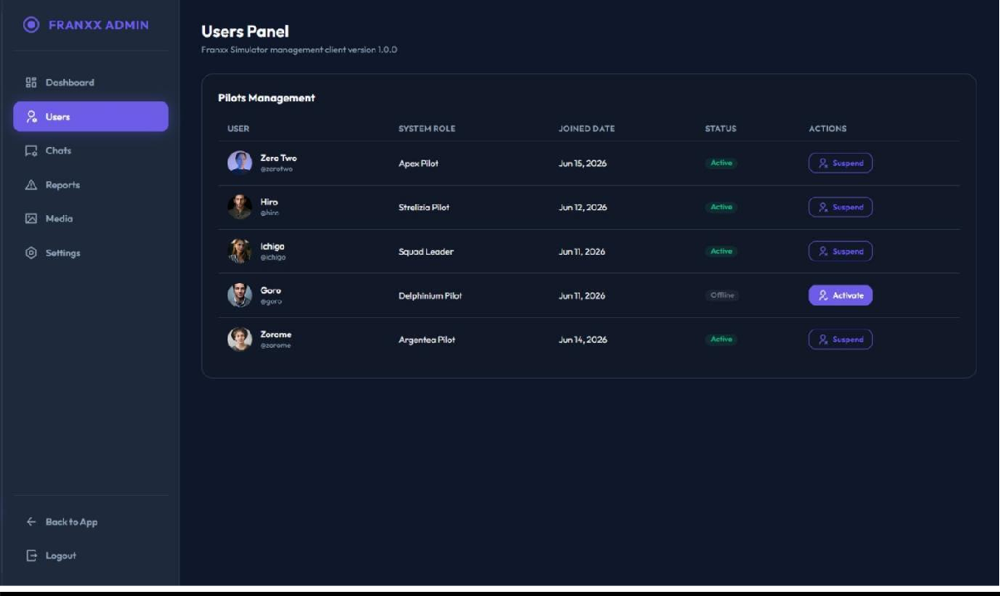 FRANXX ADMIN
Dashboard
Users
Chats
Reports
Media
Settings
Back to App
Logout
Users Panel
Franxx Simulator management client version 1.0.0
Pilots Management
USER SYSTEM ROLE JOINED DATE STATUS ACTIONS
Zero Two
@zerotwo
Apex Pilot Jun 15, 2026 Active Suspend
Hiro
@hiro
Strelizia Pilot Jun 12, 2026 Active Suspend
Ichigo
@ichigo
Squad Leader Jun 11, 2026 Active Suspend
Goro
@goro
Delphinium Pilot Jun 11, 2026 Offline Activate
Zorome
@zorome
Argentea Pilot Jun 14, 2026 Active Suspend